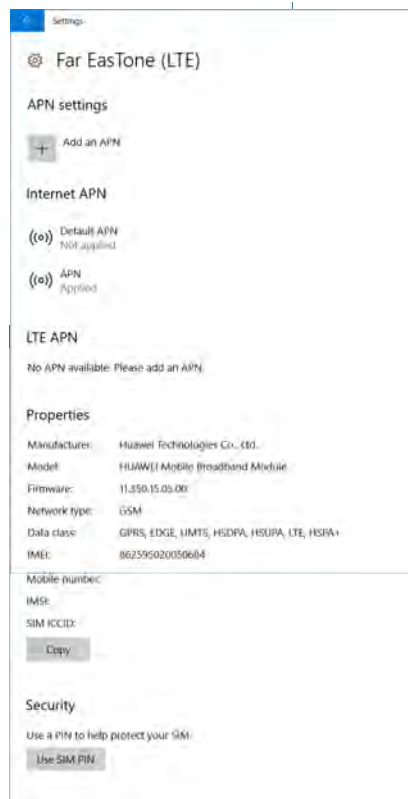 Settings
Far EasTone (LTE)
APN settings
Add an APN
Internet APN
Default APN
Not applied
APN
Applied
LTE APN
No APN available. Please add an APN.
Properties
Manufacturer: Huawei Technologies Co., Ltd.
Model: HUAWEI Mobile Broadband Module
Firmware: 11.350.15.05.00
Network type: GSM
Data class: GPRS, EDGE, UMTS, HSDPA, HSUPA, LTE, HSPA+
IMEI: 862595020050684
Mobile number:
IMSI:
SIM ICCID:
Copy
Security
Use a PIN to help protect your SIM
Use SIM PIN